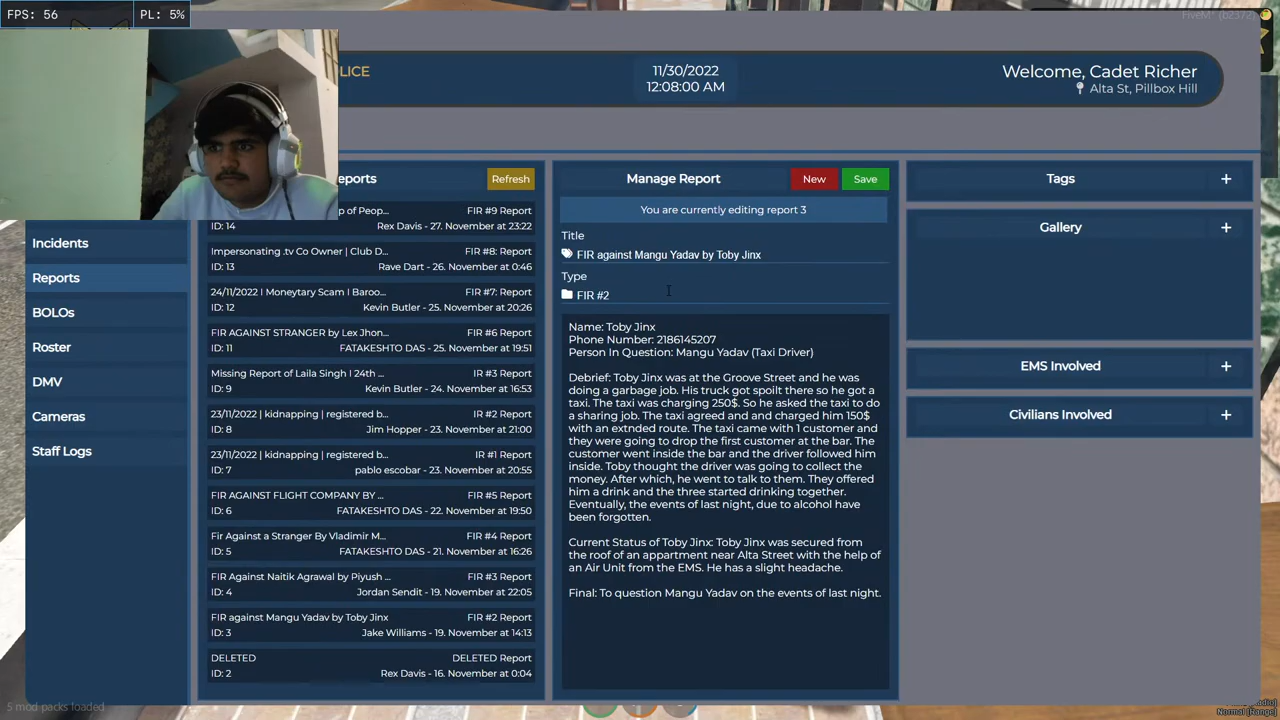 FPS: 56
PL: 5%
FiveM
LICE
11/30/2022
12:08:00 AM
Welcome, Cadet Richer
Alta St, Pillbox Hill
Incidents
Reports
BOLOs
Roster
DMV
Cameras
Staff Logs
eports
Refresh
p of Peop...
FIR #9 Report
ID: 14
Rex Davis - 27. November at 23:22
Impersonating .tv Co Owner | Club D...
FIR #8: Report
ID: 13
Rave Dart - 26. November at 0:46
24/11/2022 I Moneytary Scam I Baroo...
FIR #7: Report
ID: 12
Kevin Butler - 25. November at 20:26
FIR AGAINST STRANGER by Lex Jhon...
FIR #6 Report
ID: 11
FATAKESHTO DAS - 25. November at 19:51
Missing Report of Laila Singh I 24th ...
IR #3 Report
ID: 9
Kevin Butler - 24. November at 16:53
23/11/2022 | kidnapping | registered b...
IR #2 Report
ID: 8
Jim Hopper - 23. November at 21:00
23/11/2022 | kidnapping | registered b...
IR #1 Report
ID: 7
pablo escobar - 23. November at 20:55
FIR AGAINST FLIGHT COMPANY BY ...
FIR #5 Report
ID: 6
FATAKESHTO DAS - 22. November at 19:50
Fir Against a Stranger By Vladimir M...
FIR #4 Report
ID: 5
FATAKESHTO DAS - 21. November at 16:26
FIR Against Naitik Agrawal by Piyush ...
FIR #3 Report
ID: 4
Jordan Sendit - 19. November at 22:05
FIR against Mangu Yadav by Toby Jinx
FIR #2 Report
ID: 3
Jake Williams - 19. November at 14:13
DELETED
DELETED Report
ID: 2
Rex Davis - 16. November at 0:04
Manage Report
New
Save
You are currently editing report 3
Title
FIR against Mangu Yadav by Toby Jinx
Type
FIR #2
Name: Toby Jinx
Phone Number: 2186145207
Person In Question: Mangu Yadav (Taxi Driver)
Debrief: Toby Jinx was at the Groove Street and he was
doing a garbage job. His truck got spoilt there so he got a
taxi. The taxi was charging 250$. So he asked the taxi to do
a sharing job. The taxi agreed and and charged him 150$
with an extnded route. The taxi came with 1 customer and
they were going to drop the first customer at the bar. The
customer went inside the bar and the driver followed him
inside. Toby thought the driver was going to collect the
money. After which, he went to talk to them. They offered
him a drink and the three started drinking together.
Eventually, the events of last night, due to alcohol have
been forgotten.
Current Status of Toby Jinx: Toby Jinx was secured from
the roof of an appartment near Alta Street with the help of
an Air Unit from the EMS. He has a slight headache.
Final: To question Mangu Yadav on the events of last night.
Tags
Gallery
EMS Involved
Civilians Involved
5 mod packs loaded
Normal [Range]